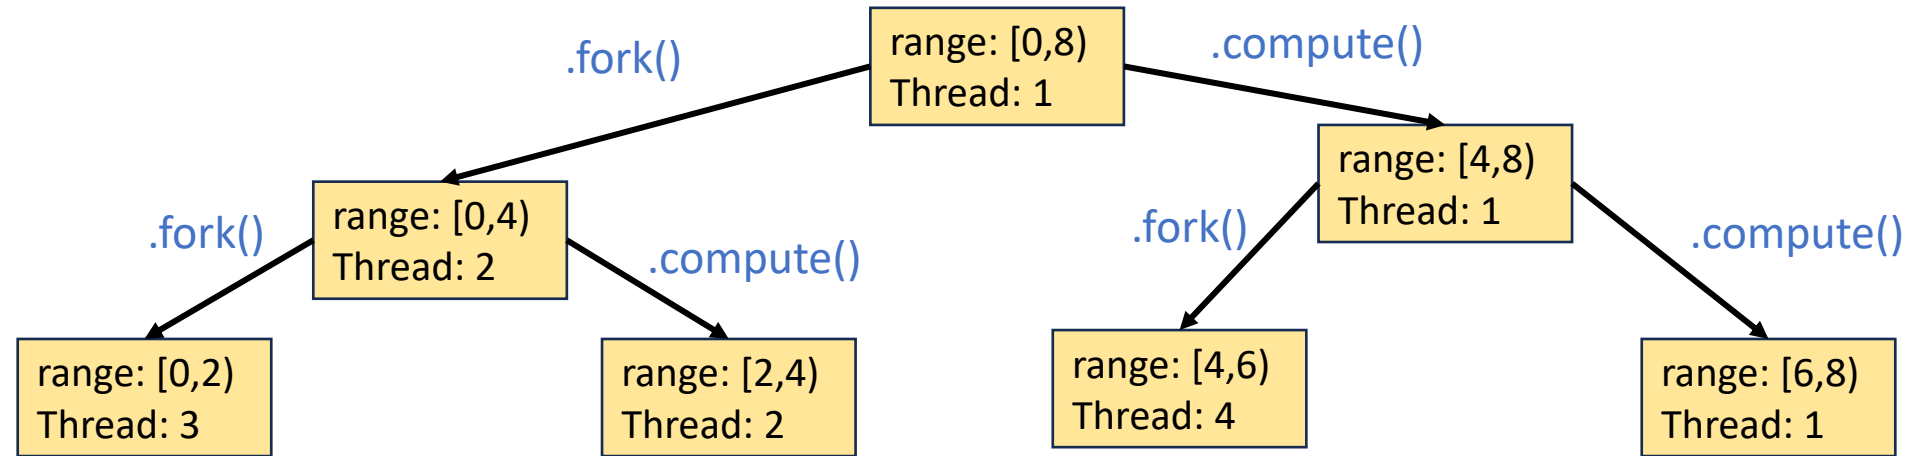 .fork()
range: [0,8)
Thread: 1
.compute()
range: [4,8)
Thread: 1
.fork()
range: [0,4)
Thread: 2
.compute()
.fork()
.compute()
range: [0,2)
Thread: 3
range: [2,4)
Thread: 2
range: [4,6)
Thread: 4
range: [6,8)
Thread: 1